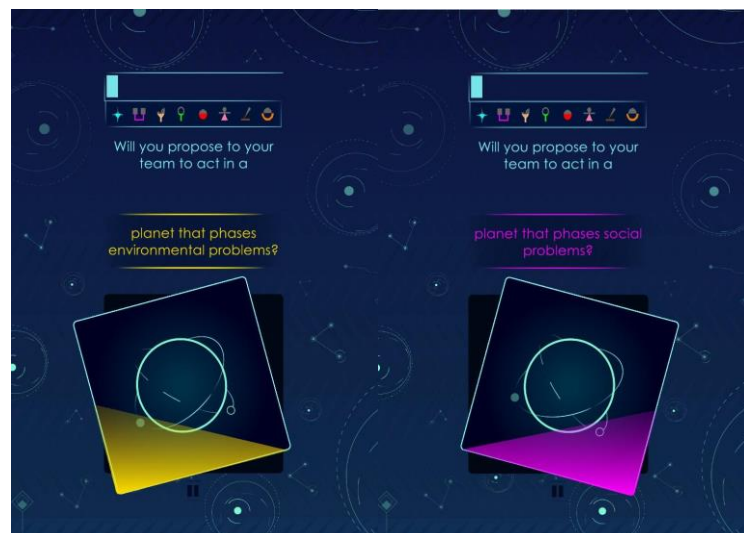 Will you propose to your
team to act in a
planet that phases
environmental problems?
Will you propose to your
team to act in a
planet that phases social
problems?